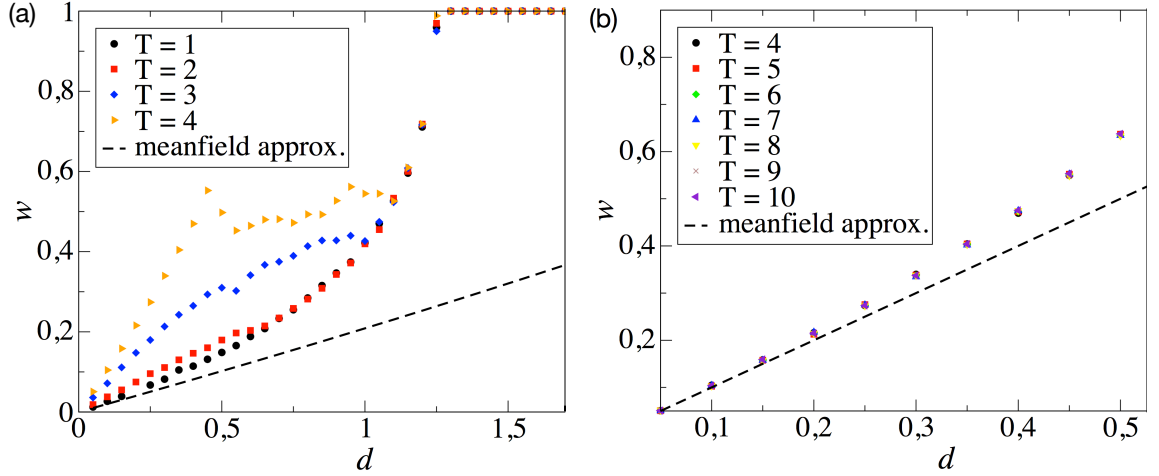 (a)
1
0,8
0,6
0,4
0,2
0
w
T = 1
T = 2
T = 3
T = 4
meanfield approx.
0
0,5
1
1,5
d
(b)
0,8
0,6
0,4
0,2
w
T = 4
T = 5
T = 6
T = 7
T = 8
T = 9
T = 10
meanfield approx.
0,1
0,2
0,3
0,4
0,5
d